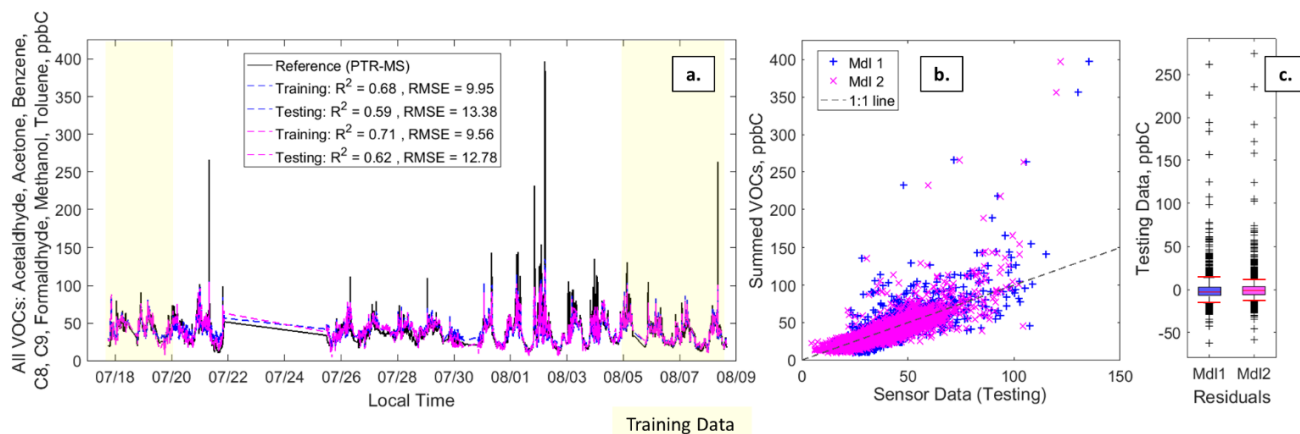 All VOCs: Acetaldhyde, Acetone, Benzene,
C8, C9, Formaldhyde, Methanol, Toluene, ppbC
400
350
300
250
200
150
100
50
0
Reference (PTR-MS)
Training: R² = 0.68 , RMSE = 9.95
Testing: R² = 0.59 , RMSE = 13.38
Training: R² = 0.71 , RMSE = 9.56
Testing: R² = 0.62 , RMSE = 12.78
a.
07/18 07/20 07/22 07/24 07/26 07/28 07/30 08/01 08/03 08/05 08/07 08/09
Local Time
Training Data
Summed VOCs, ppbC
400
350
300
250
200
150
100
50
0
Mdl 1
Mdl 2
1:1 line
b.
0 50 100 150
Sensor Data (Testing)
Testing Data, ppbC
250
200
150
100
50
0
-50
c.
Mdl1 Mdl2
Residuals